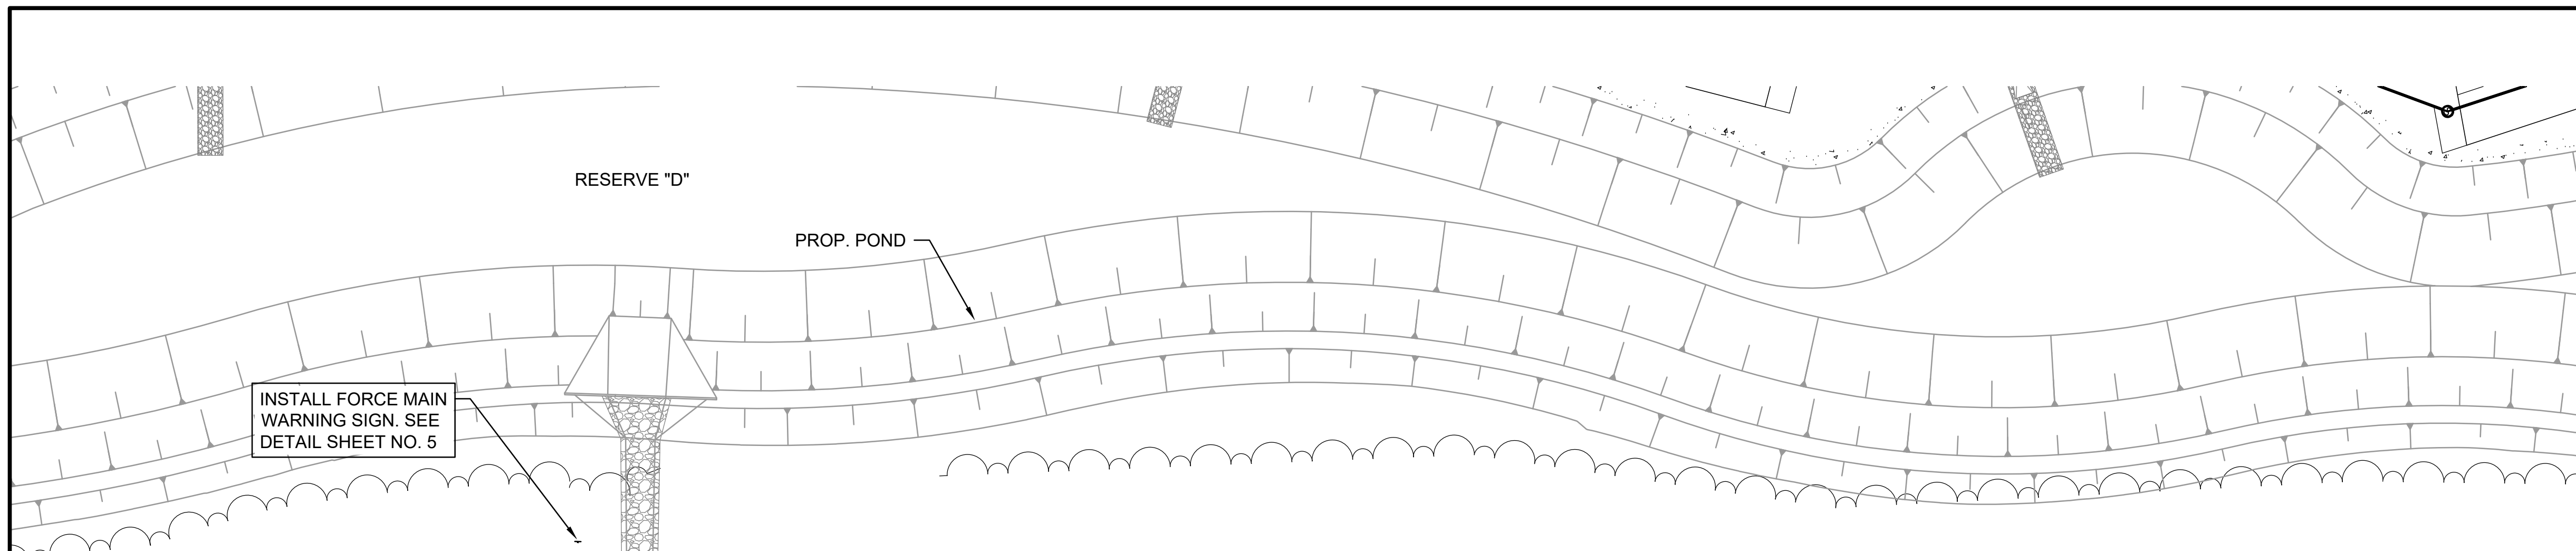 RESERVE "D"
PROP. POND
INSTALL FORCE MAIN
WARNING SIGN. SEE
DETAIL SHEET NO. 5